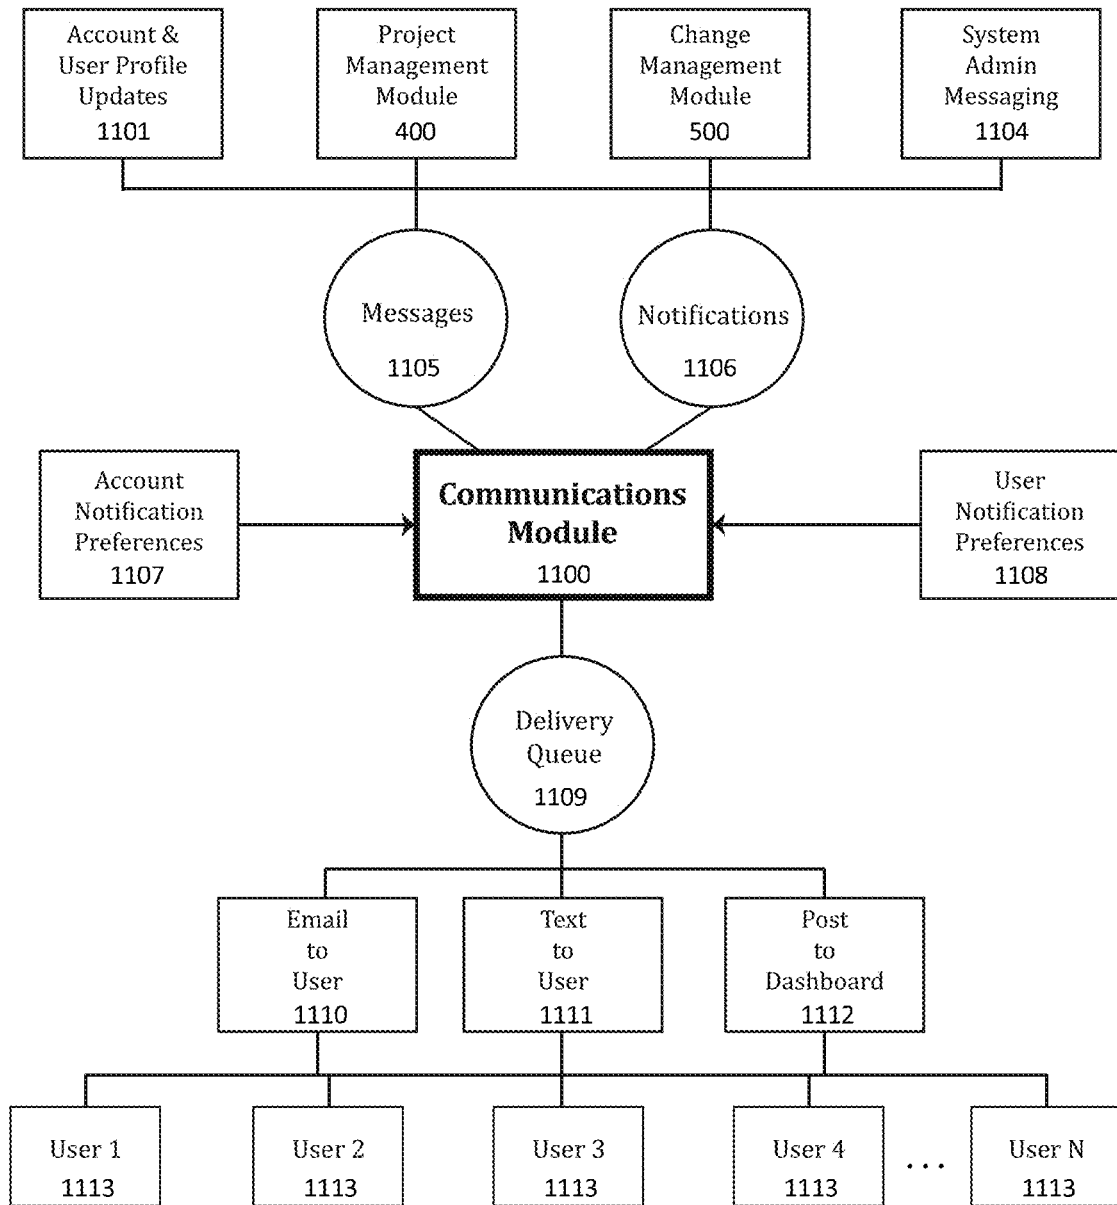 Account &
User Profile
Updates
1101
Project
Management
Module
400
Change
Management
Module
500
System
Admin
Messaging
1104
Messages
1105
Notifications
1106
Account
Notification
Preferences
1107
Communications
Module
1100
User
Notification
Preferences
1108
Delivery
Queue
1109
Email
to
User
1110
Text
to
User
1111
Post
to
Dashboard
1112
User 1
1113
User 2
1113
User 3
1113
User 4
1113
...
User N
1113